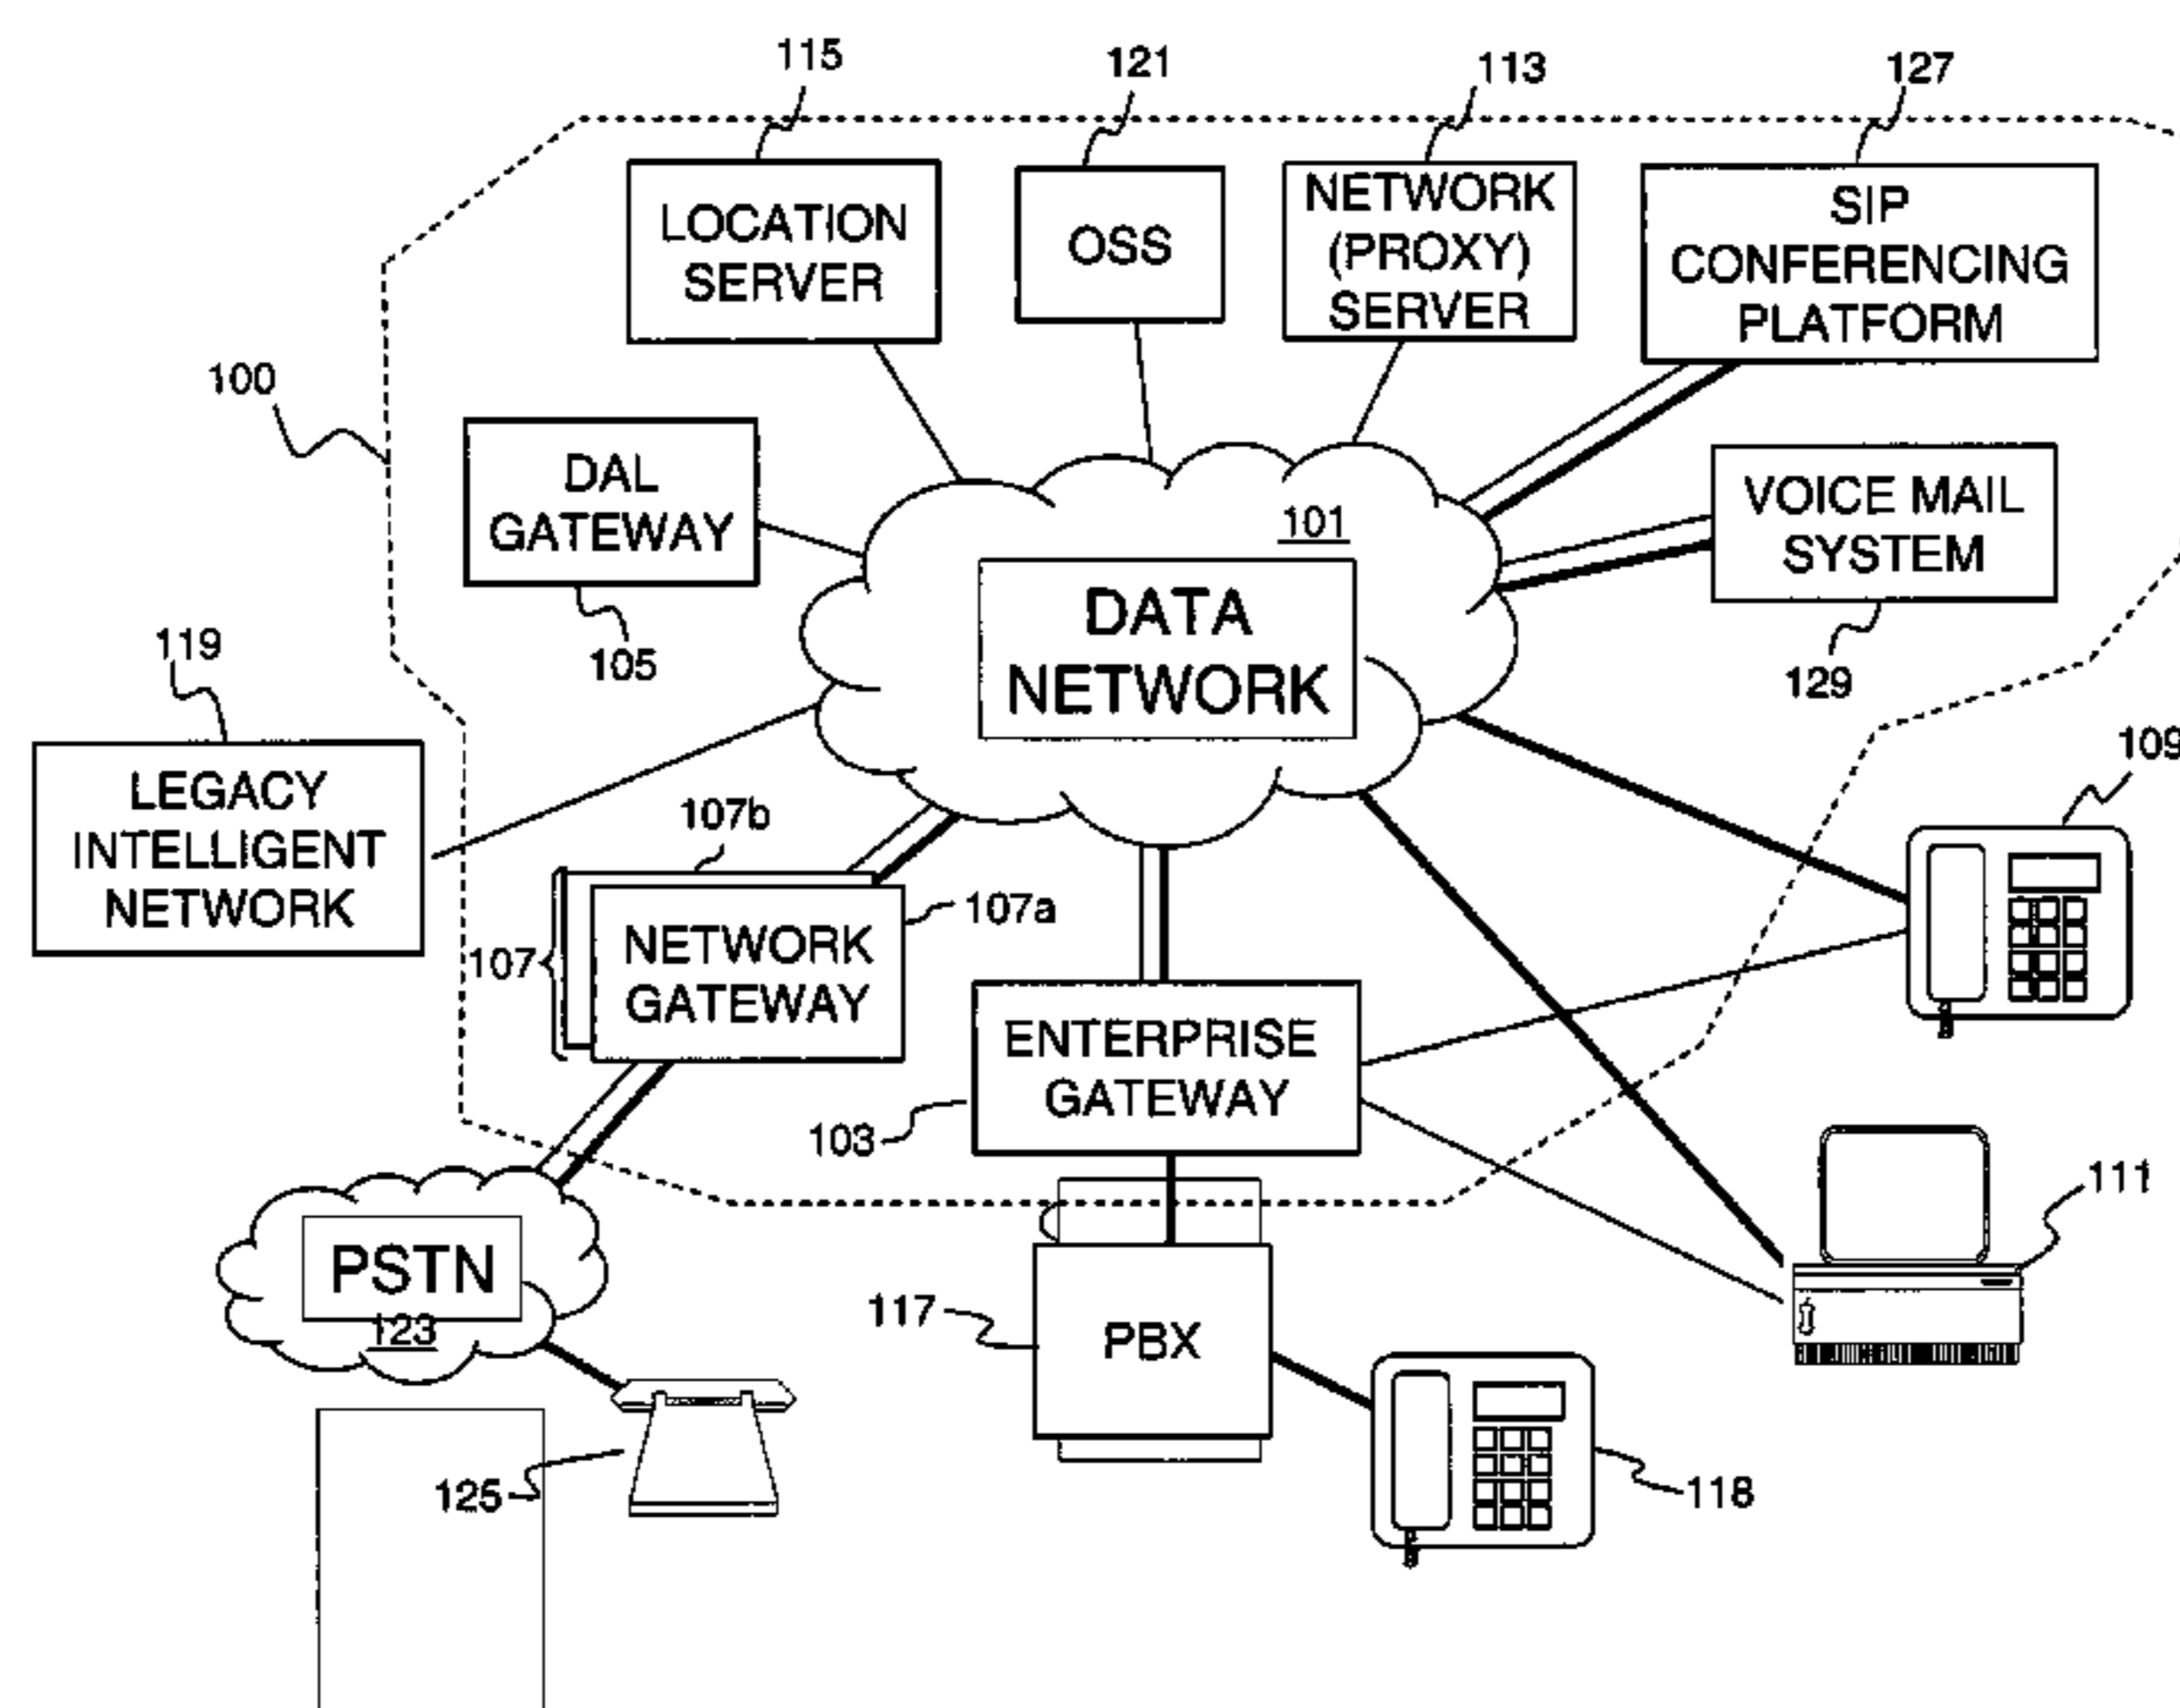 115
121
113
127
LOCATION
SERVER
OSS
NETWORK
(PROXY)
SERVER
SIP
CONFERENCING
PLATFORM
100
DAL
GATEWAY
105
101
DATA
NETWORK
VOICE MAIL
SYSTEM
129
119
LEGACY
INTELLIGENT
NETWORK
109
107b
107a
107
NETWORK
GATEWAY
ENTERPRISE
GATEWAY
103
111
PSTN
123
117
PBX
125
118